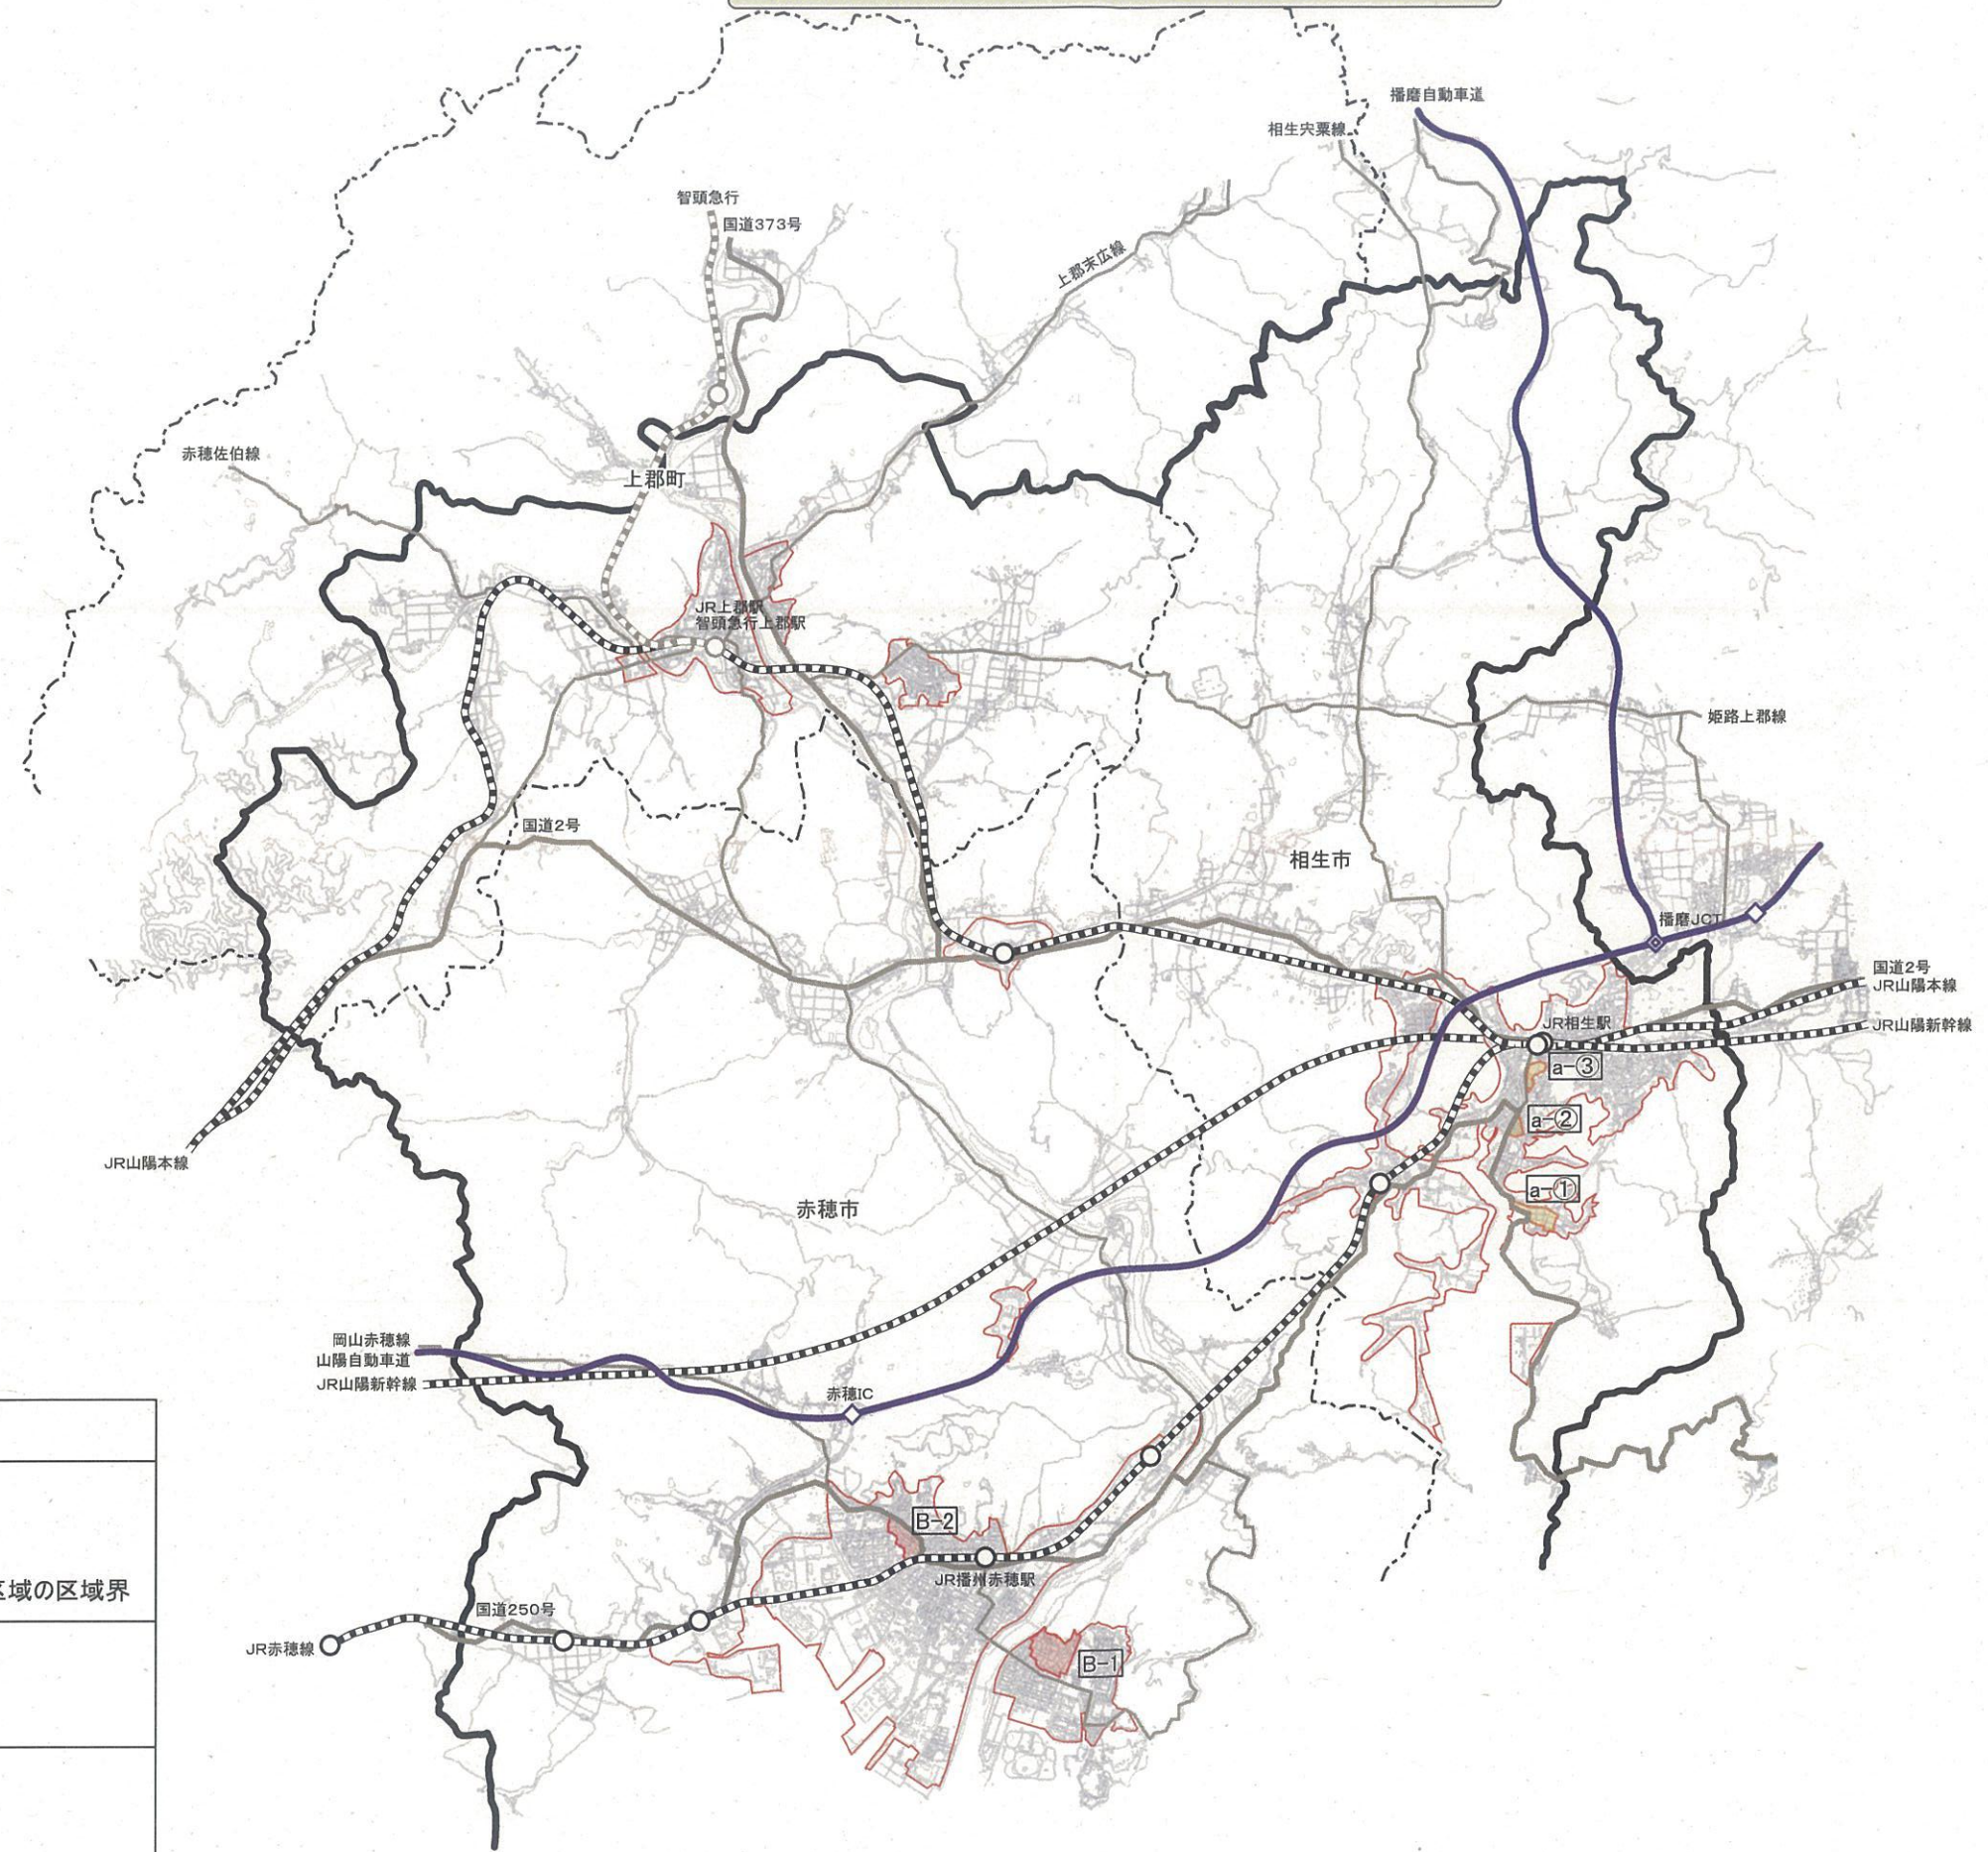 播磨自動車道
相生宍粟線
智頭急行
国道373号
上郡末広線
赤穂佐伯線
上郡町
JR上郡駅
智頭急行上郡駅
姫路上郡線
国道2号
相生市
播磨JCT
国道2号
JR山陽本線
JR山陽新幹線
JR相生駅
a-③
a-②
a-①
JR山陽本線
赤穂市
岡山赤穂線
山陽自動車道
JR山陽新幹線
赤穂IC
B-2
JR播州赤穂駅
区域の区域界
国道250号
JR赤穂線
B-1